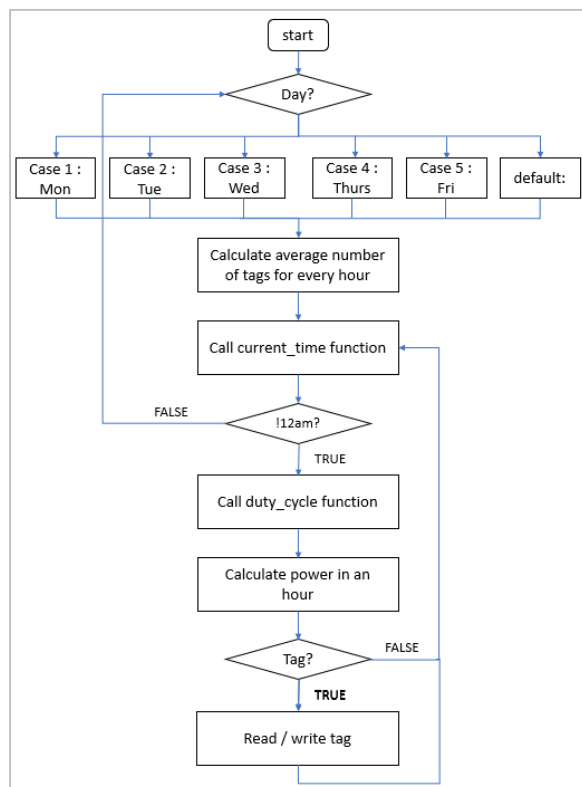 start
Day?
Case 1 :
Mon
Case 2 :
Tue
Case 3 :
Wed
Case 4 :
Thurs
Case 5 :
Fri
default:
Calculate average number
of tags for every hour
Call current_time function
!12am?
FALSE
TRUE
Call duty_cycle function
Calculate power in an
hour
Tag?
FALSE
TRUE
Read / write tag